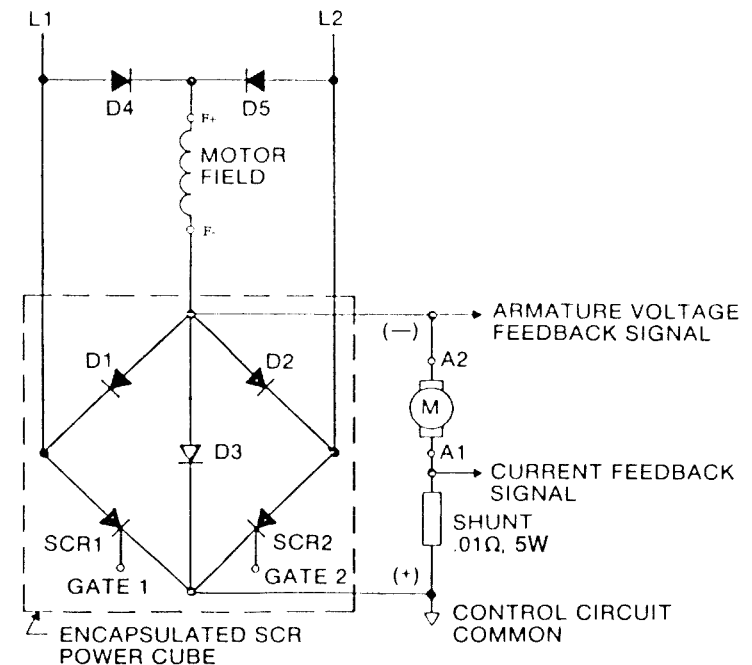 L1
L2
D4
D5
F+
MOTOR
FIELD
F-
(—)
ARMATURE VOLTAGE
FEEDBACK SIGNAL
D1
D2
A2
M
D3
A1
CURRENT FEEDBACK
SIGNAL
SHUNT
.01Ω, 5W
SCR1
SCR2
GATE 1
GATE 2
(+)
CONTROL CIRCUIT
COMMON
ENCAPSULATED SCR
POWER CUBE